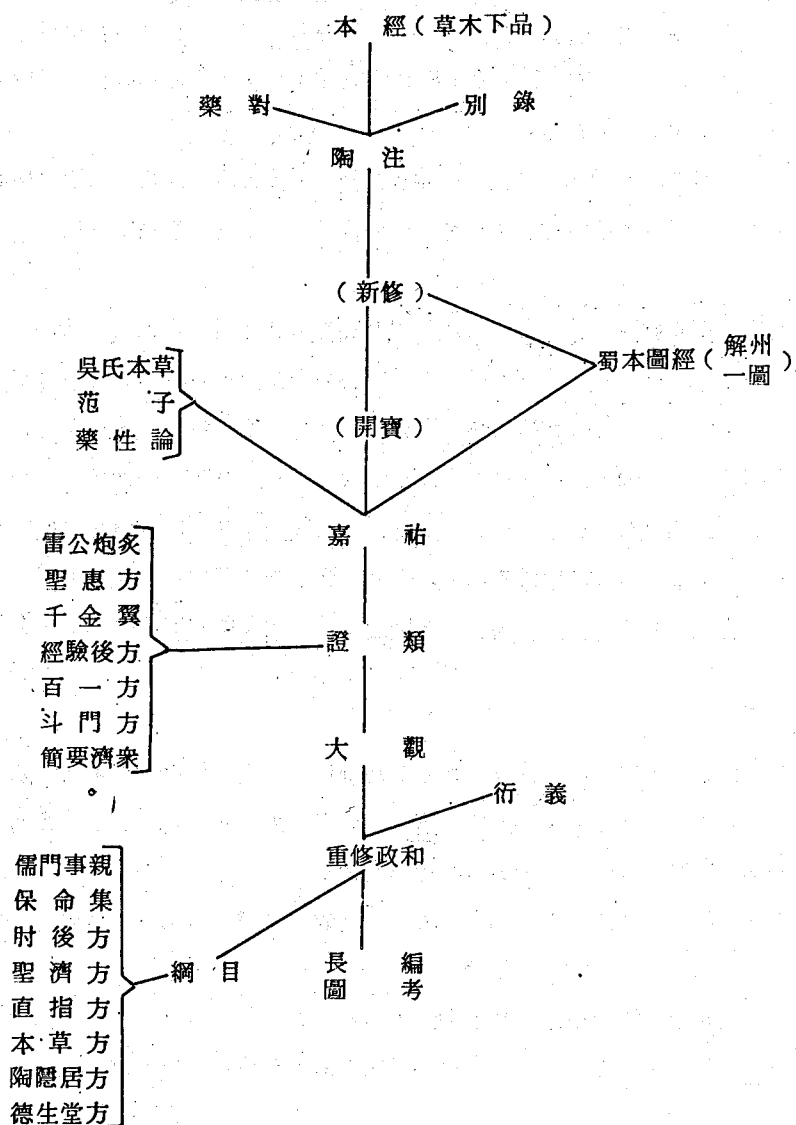 本經(草木下品)
藥對
別錄
陶注
(新修)
吳氏本草
范子
藥性論
蜀本圖經(解州一圖)
(開寶)
嘉祐
雷公炮炙
聖惠方
千金翼
經驗後方
百一方
斗門方
簡要濟衆
證類
大觀
衍義
重修政和
儒門事親
保命集
肘後方
聖濟方
直指方
本草方
陶隱居方
德生堂方
綱目
長編
圖考